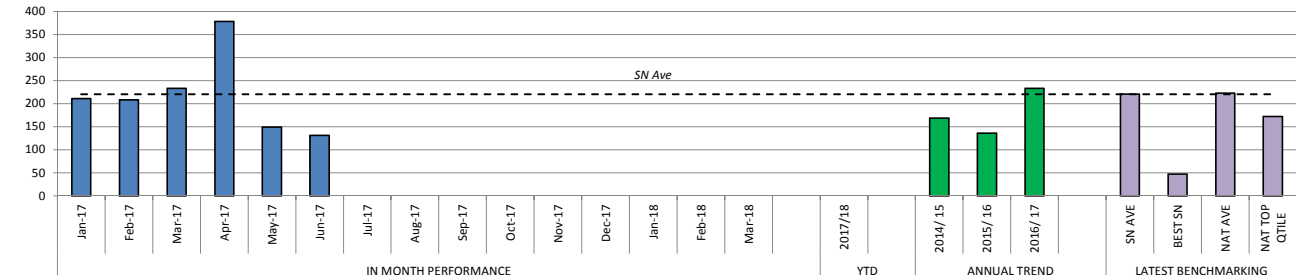 400
350
300
250
200
150
100
50
0
SN Ave
Jan-17
Feb-17
Mar-17
Apr-17
May-17
Jun-17
Jul-17
Aug-17
Sep-17
Oct-17
Nov-17
Dec-17
Jan-18
Feb-18
Mar-18
2017/18
2014/ 15
2015/ 16
2016/ 17
SN AVE
BEST SN
NAT AVE
NAT TOP
QTILE
IN MONTH PERFORMANCE
YTD
ANNUAL TREND
LATEST BENCHMARKING